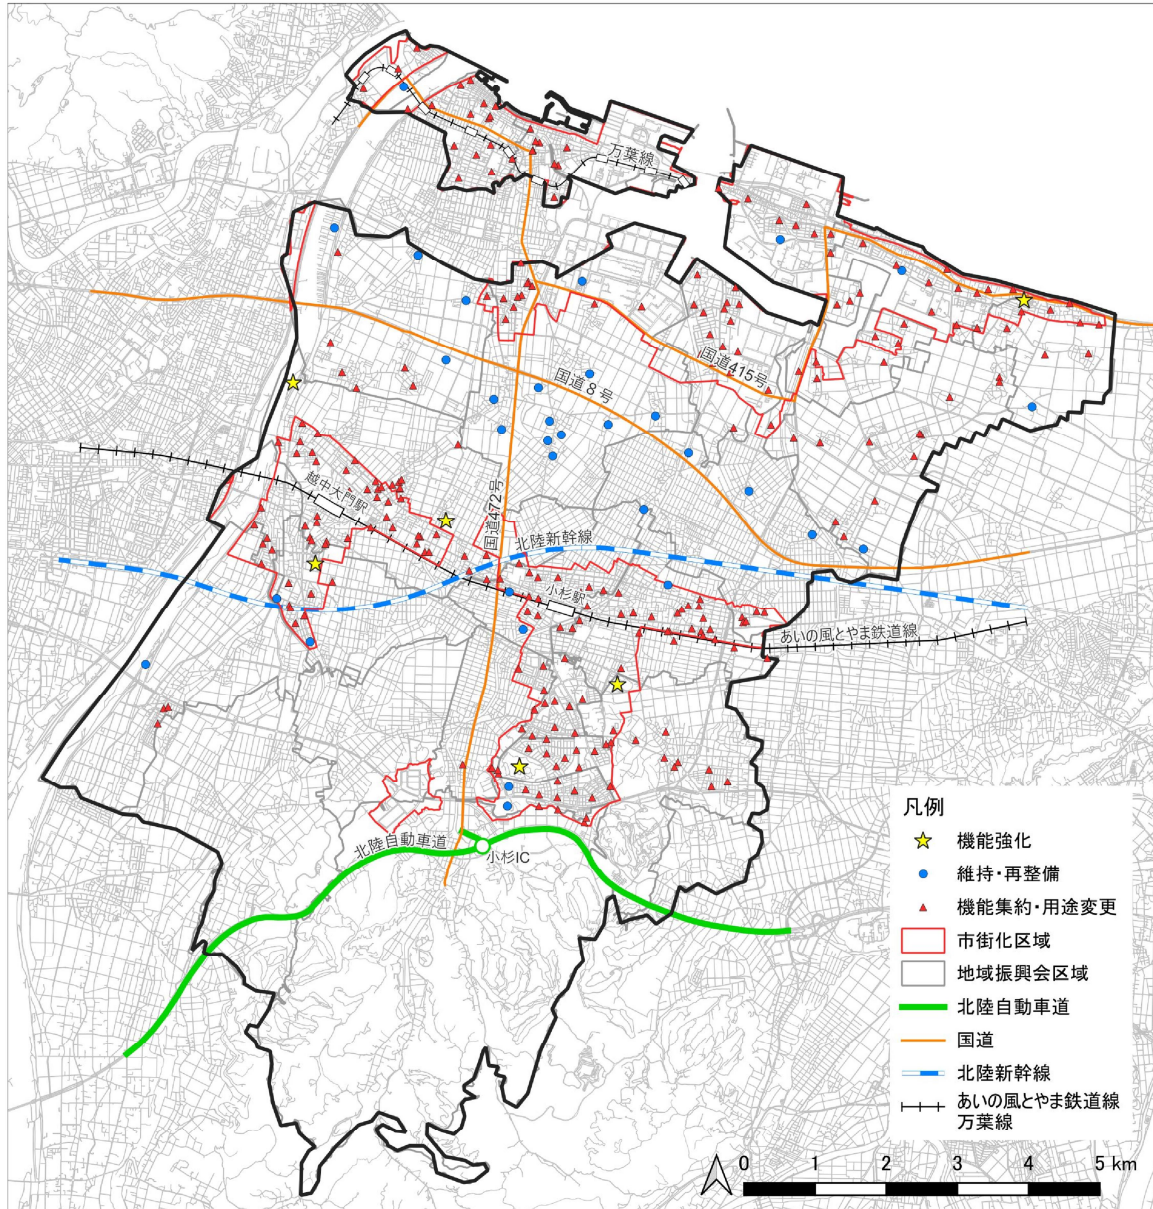 万葉線
国道415号
国道8号
越中大門駅
国道472号
北陸新幹線
小杉駅
あいの風とやま鉄道線
北陸自動車道
小杉IC
凡例
機能強化
維持・再整備
機能集約・用途変更
市街化区域
地域振興会区域
北陸自動車道
国道
北陸新幹線
あいの風とやま鉄道線
万葉線
0 1 2 3 4 5 km